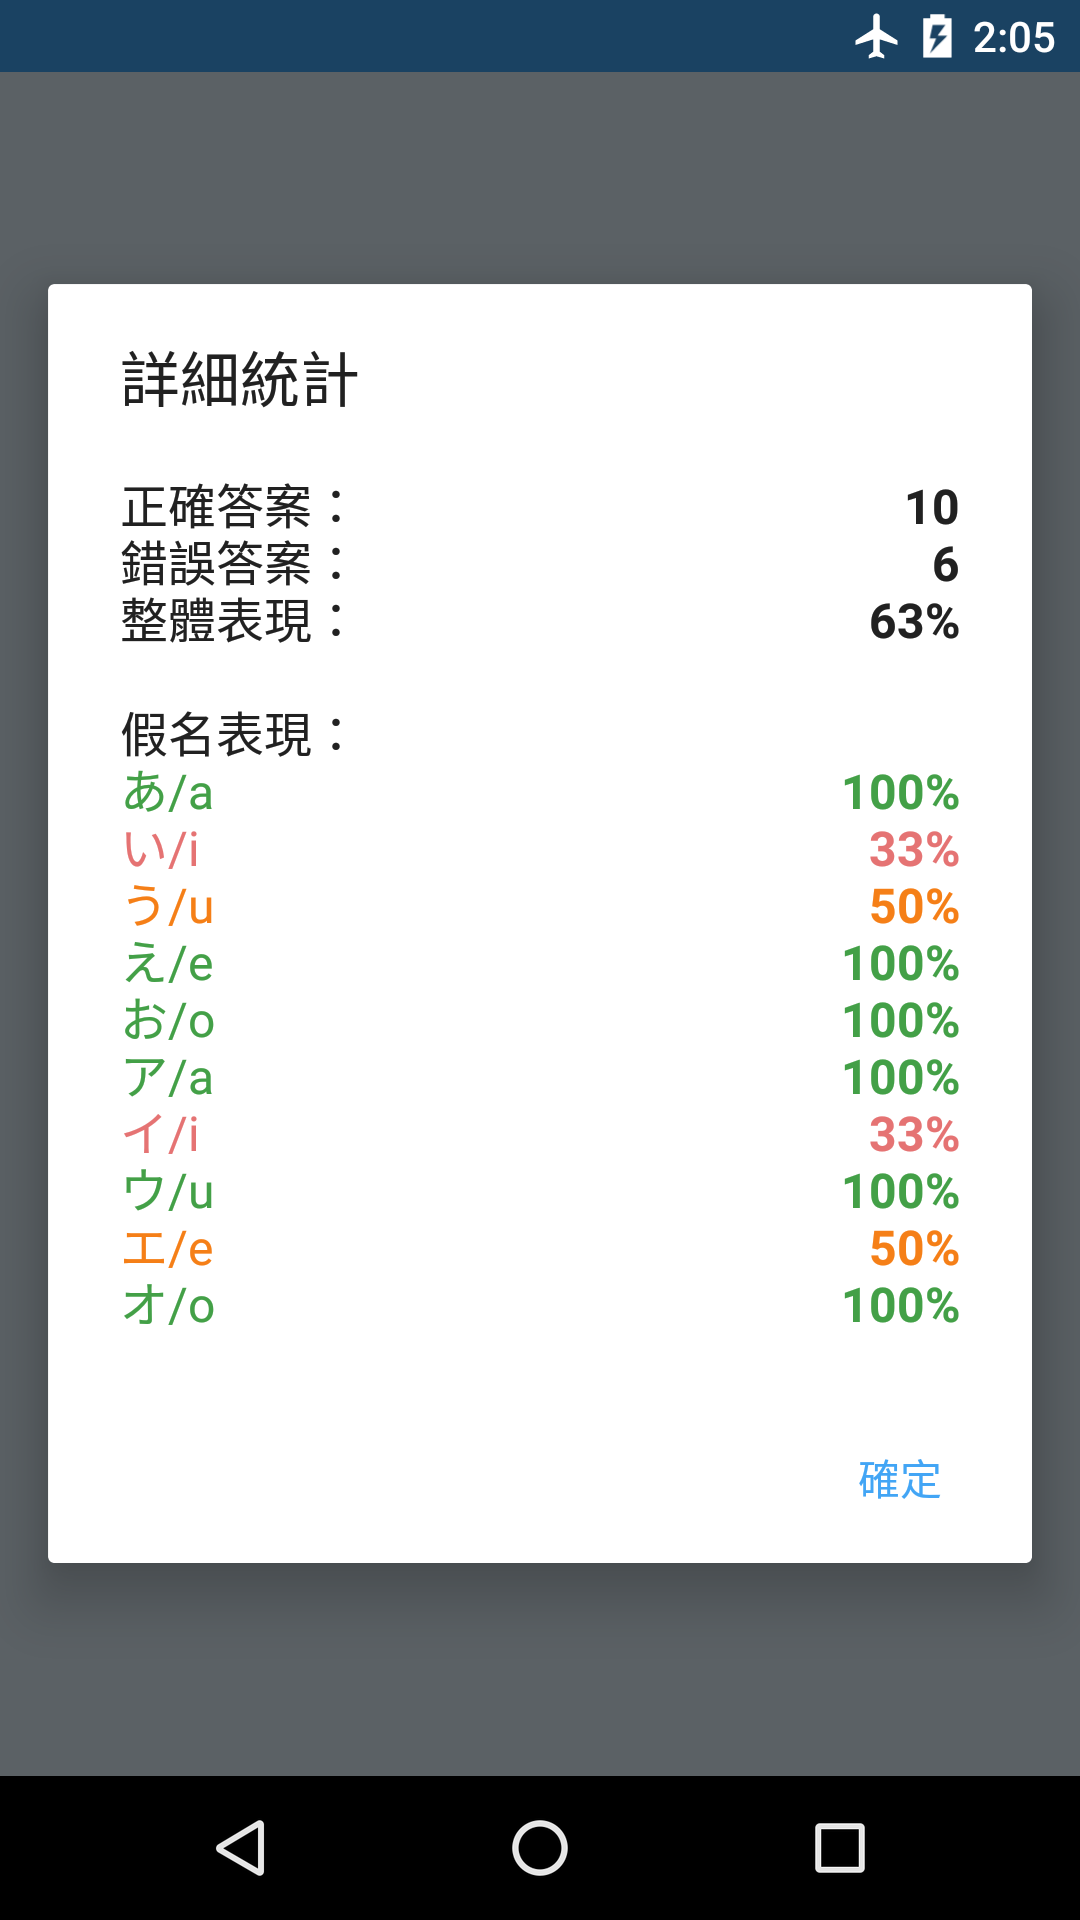 2:05
詳細統計
正確答案： 10
錯誤答案： 6
整體表現： 63%
假名表現：
あ/a 100%
い/i 33%
う/u 50%
え/e 100%
お/o 100%
ア/a 100%
イ/i 33%
ウ/u 100%
エ/e 50%
オ/o 100%
確定